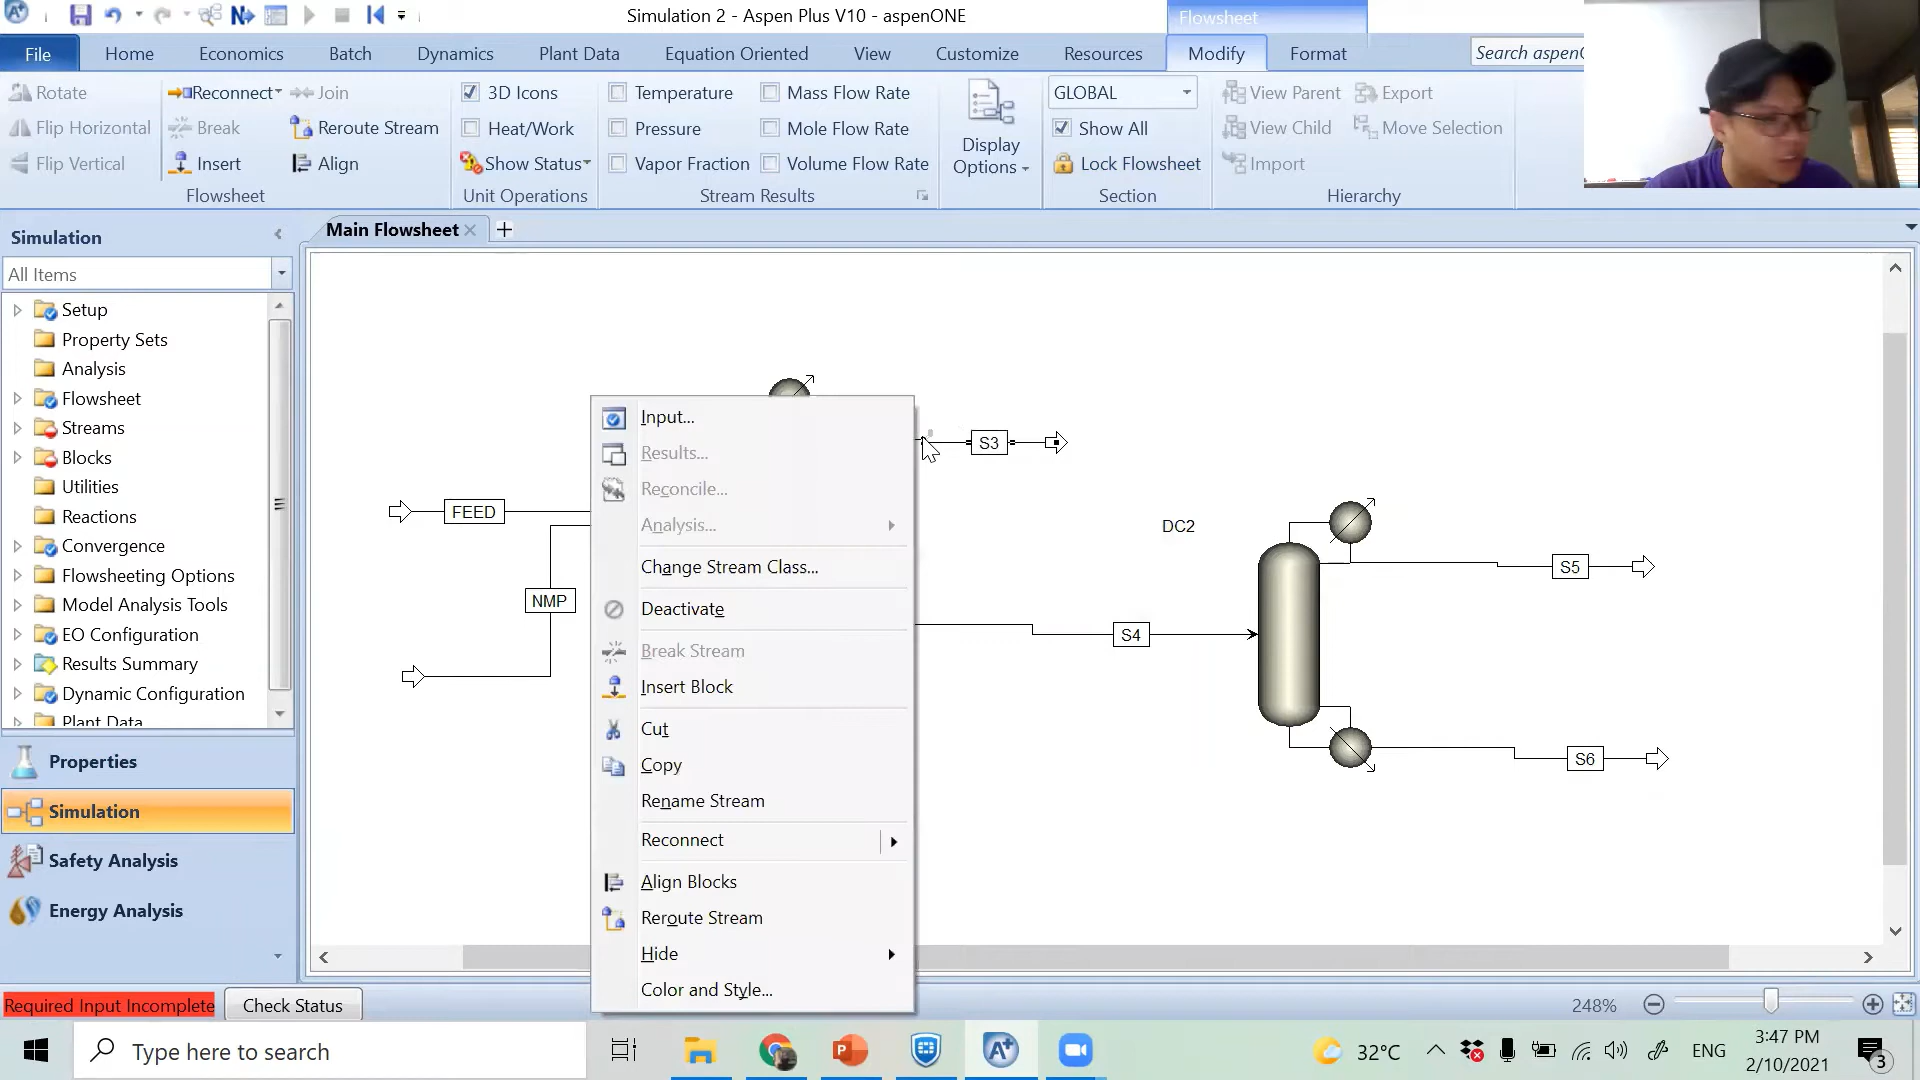 Simulation 2 - Aspen Plus V10 - aspenONE
Flowsheet
File
Home
Economics
Batch
Dynamics
Plant Data
Equation Oriented
View
Customize
Resources
Modify
Format
Search aspenO
Rotate
Flip Horizontal
Flip Vertical
Reconnect
Join
Break
Reroute Stream
Insert
Align
Flowsheet
3D Icons
Heat/Work
Show Status
Unit Operations
Temperature
Pressure
Vapor Fraction
Mass Flow Rate
Mole Flow Rate
Volume Flow Rate
Stream Results
Display
Options
GLOBAL
Show All
Lock Flowsheet
Section
View Parent
View Child
Import
Export
Move Selection
Hierarchy
Simulation
All Items
Setup
Property Sets
Analysis
Flowsheet
Streams
Blocks
Utilities
Reactions
Convergence
Flowsheeting Options
Model Analysis Tools
EO Configuration
Results Summary
Dynamic Configuration
Plant Data
Properties
Simulation
Safety Analysis
Energy Analysis
Main Flowsheet
FEED
NMP
S3
DC2
S4
S5
S6
Input...
Results...
Reconcile...
Analysis...
Change Stream Class...
Deactivate
Break Stream
Insert Block
Cut
Copy
Rename Stream
Reconnect
Align Blocks
Reroute Stream
Hide
Color and Style...
Required Input Incomplete
Check Status
248%
Type here to search
32°C
ENG
3:47 PM
2/10/2021
3